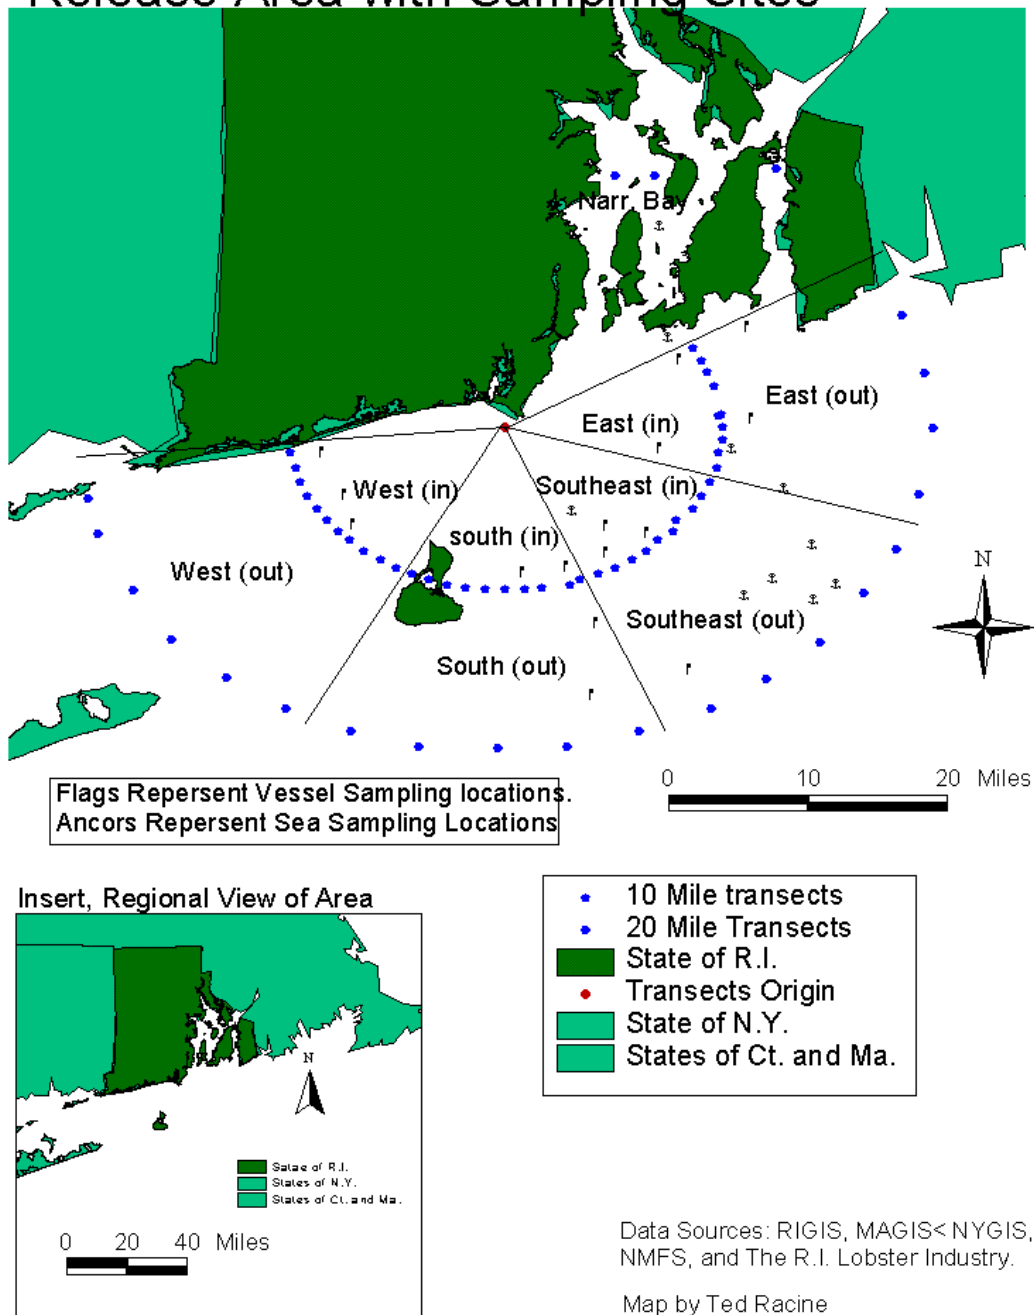 Release Area with Sampling Sites
Narr. Bay
East (out)
East (in)
West (in)
Southeast (in)
south (in)
West (out)
N
Southeast (out)
South (out)
0 10 20 Miles
Flags Repersent Vessel Sampling locations.
Ancors Repersent Sea Sampling Locations
Insert, Regional View of Area
10 Mile transects
20 Mile Transects
State of R.I.
Transects Origin
State of N.Y.
States of Ct. and Ma.
N
Satae of R.I.
States of N.Y.
States of Ct. and Ma.
0 20 40 Miles
Data Sources: RIGIS, MAGIS< NYGIS,
NMFS, and The R.I. Lobster Industry.
Map by Ted Racine